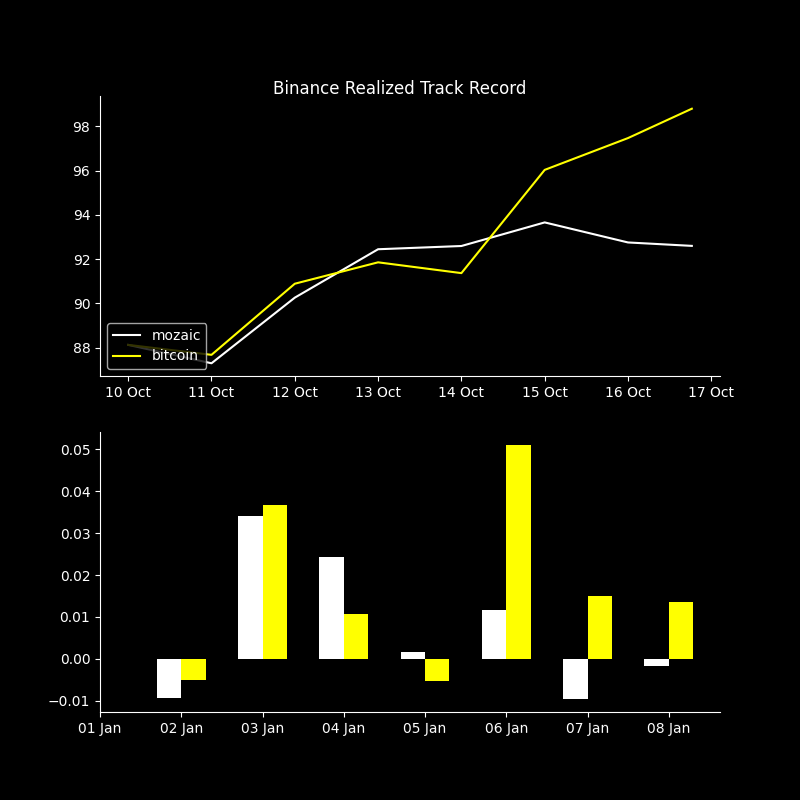 Binance Realized Track Record
98
96
94
92
90
88
mozaic
bitcoin
10 Oct 11 Oct 12 Oct 13 Oct 14 Oct 15 Oct 16 Oct 17 Oct
0.05
0.04
0.03
0.02
0.01
0.00
−0.01
01 Jan 02 Jan 03 Jan 04 Jan 05 Jan 06 Jan 07 Jan 08 Jan